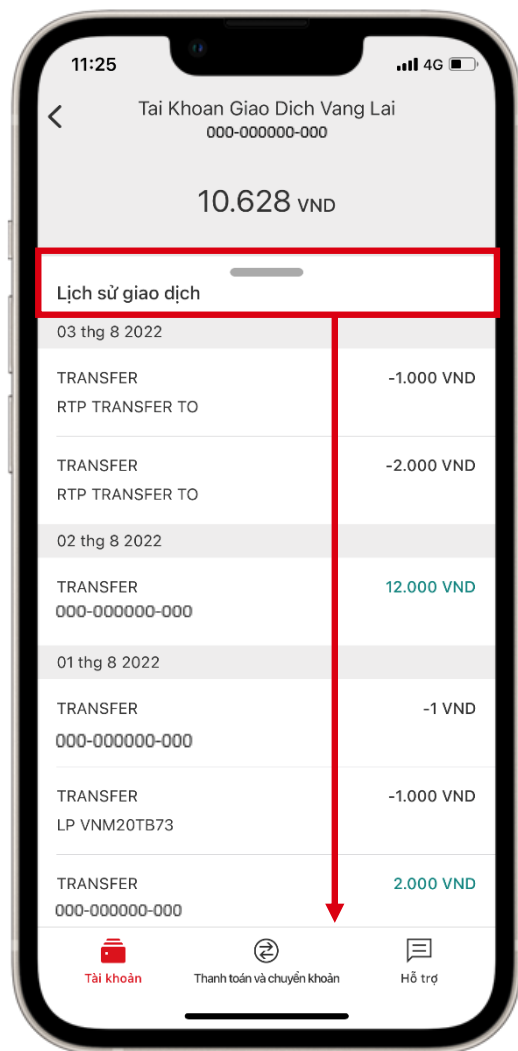 11:25
4G
Tai Khoan Giao Dich Vang Lai
000-000000-000
10.628 VND
Lịch sử giao dịch
03 thg 8 2022
TRANSFER -1.000 VND
RTP TRANSFER TO
TRANSFER -2.000 VND
RTP TRANSFER TO
02 thg 8 2022
TRANSFER 12.000 VND
000-000000-000
01 thg 8 2022
TRANSFER -1 VND
000-000000-000
TRANSFER -1.000 VND
LP VNM20TB73
TRANSFER 2.000 VND
000-000000-000
Tài khoản Thanh toán và chuyển khoản Hỗ trợ